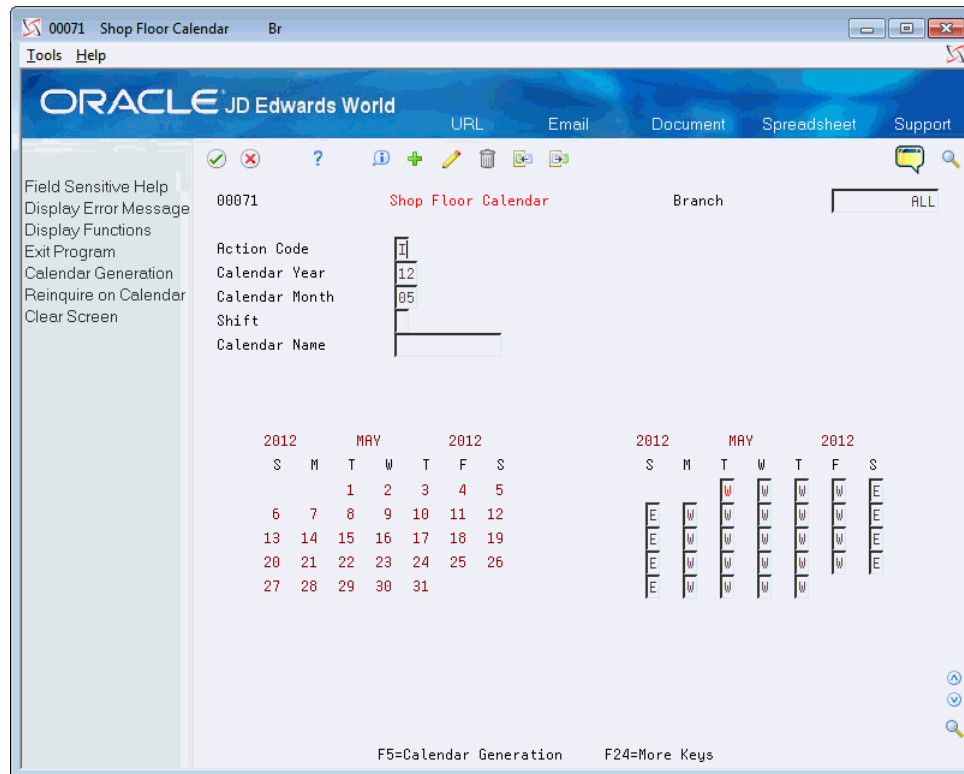 00071 Shop Floor Calendar Br
Tools Help
ORACLE JD Edwards World
URL Email Document Spreadsheet Support
Field Sensitive Help
Display Error Message
Display Functions
Exit Program
Calendar Generation
Reinquire on Calendar
Clear Screen
00071 Shop Floor Calendar Branch ALL
Action Code I
Calendar Year 12
Calendar Month 05
Shift
Calendar Name
2012 MAY 2012
S M T W T F S
1 2 3 4 5
6 7 8 9 10 11 12
13 14 15 16 17 18 19
20 21 22 23 24 25 26
27 28 29 30 31
2012 MAY 2012
S M T W T F S
W W W W E
E W W W W W E
E W W W W W E
E W W W W W E
E W W W W
F5=Calendar Generation F24=More Keys